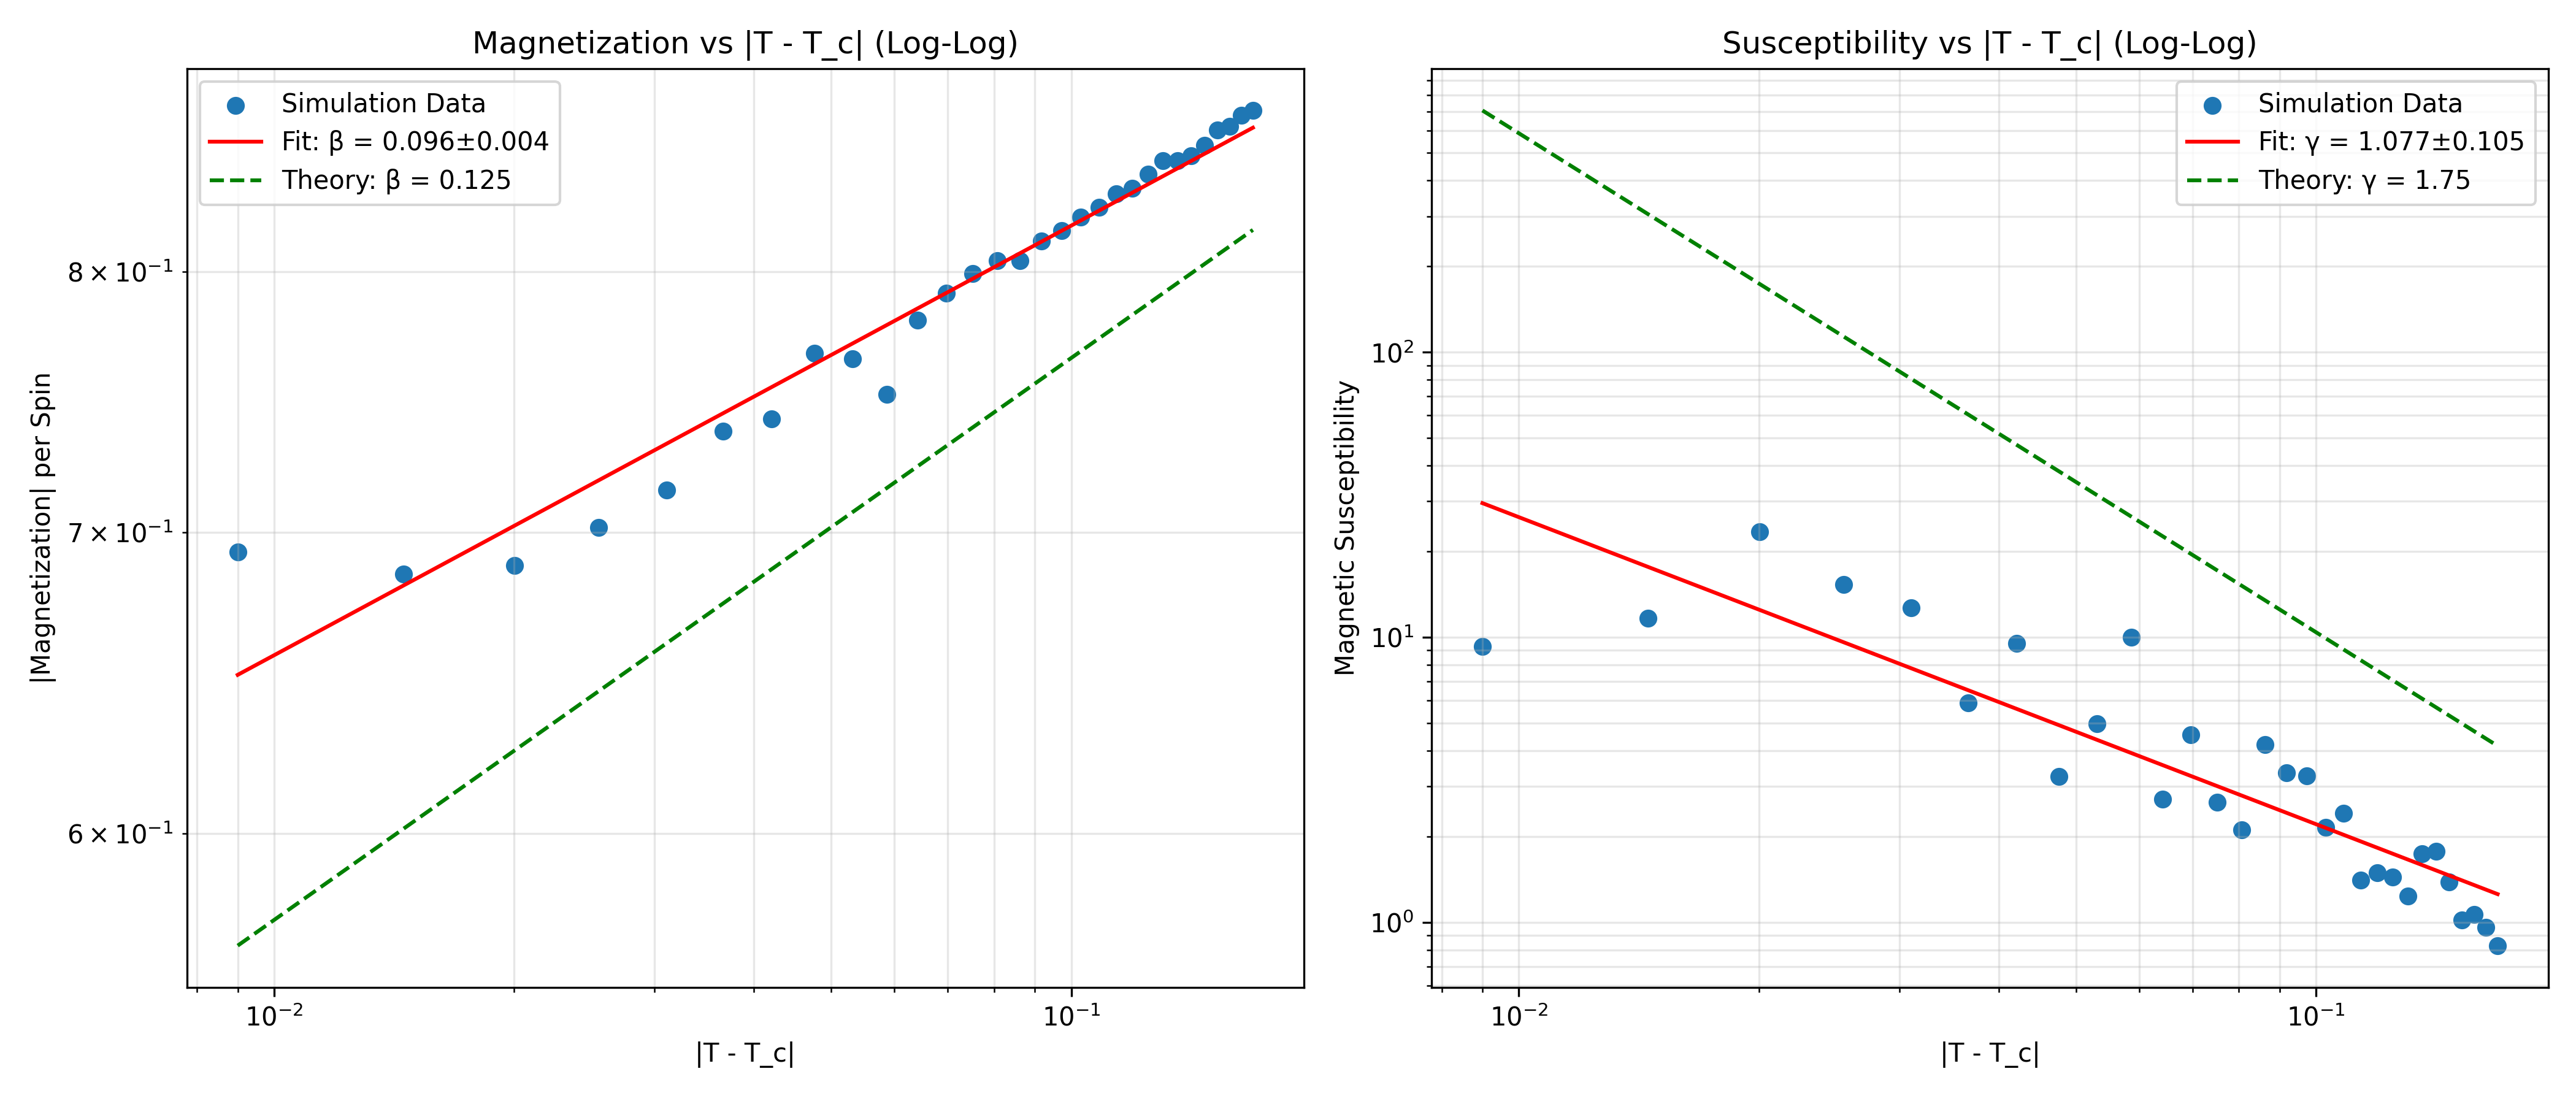 Magnetization vs |T - T_c| (Log-Log)
Simulation Data
Fit: β = 0.096±0.004
Theory: β = 0.125
|Magnetization| per Spin
8 × 10⁻¹
7 × 10⁻¹
6 × 10⁻¹
10⁻²
10⁻¹
|T - T_c|
Susceptibility vs |T - T_c| (Log-Log)
Simulation Data
Fit: γ = 1.077±0.105
Theory: γ = 1.75
Magnetic Susceptibility
10²
10¹
10⁰
10⁻²
10⁻¹
|T - T_c|